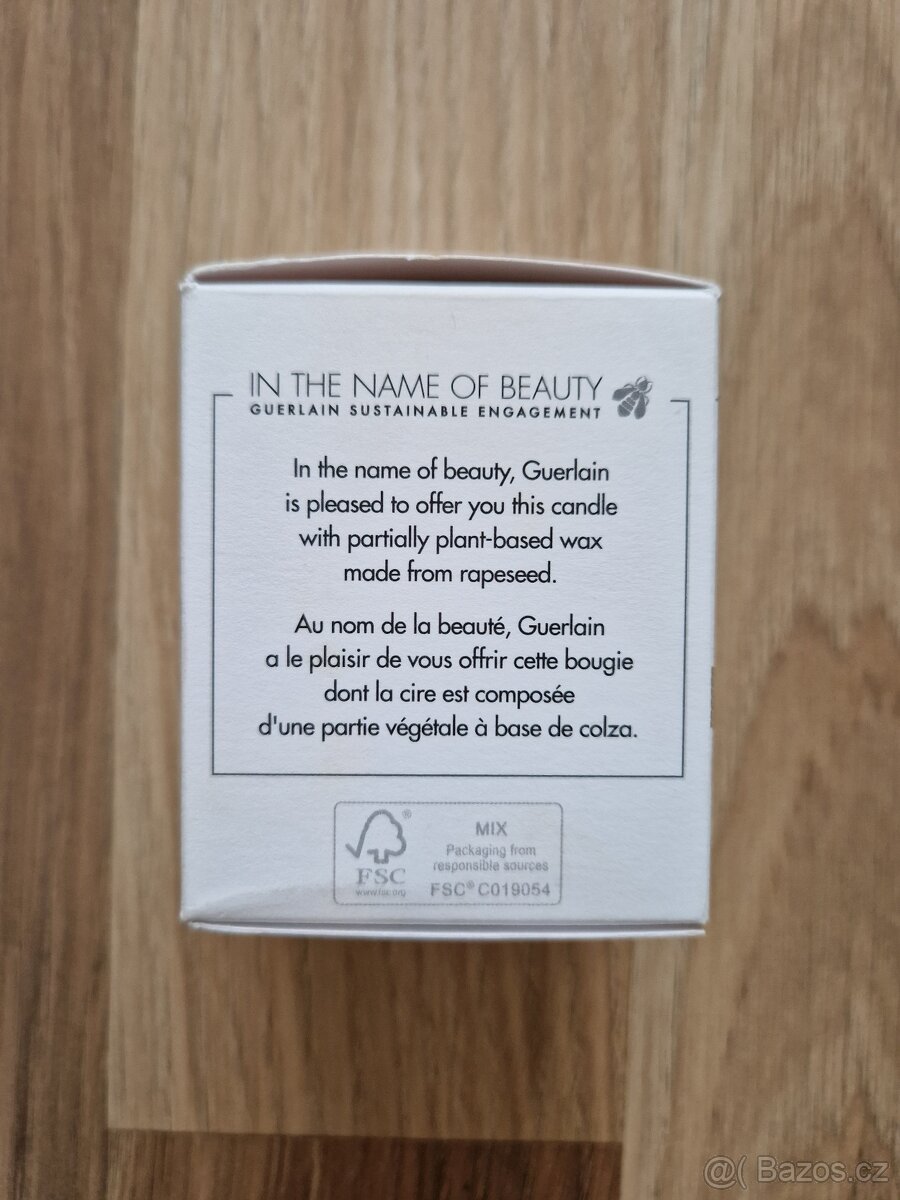 IN THE NAME OF BEAUTY
GUERLAIN SUSTAINABLE ENGAGEMENT
In the name of beauty, Guerlain
is pleased to offer you this candle
with partially plant-based wax
made from rapeseed.
Au nom de la beauté, Guerlain
a le plaisir de vous offrir cette bougie
dont la cire est composée
d'une partie végétale à base de colza.
®
FSC
www.fsc.org
MIX
Packaging from
responsible sources
FSC® C019054
@( Bazos.cz